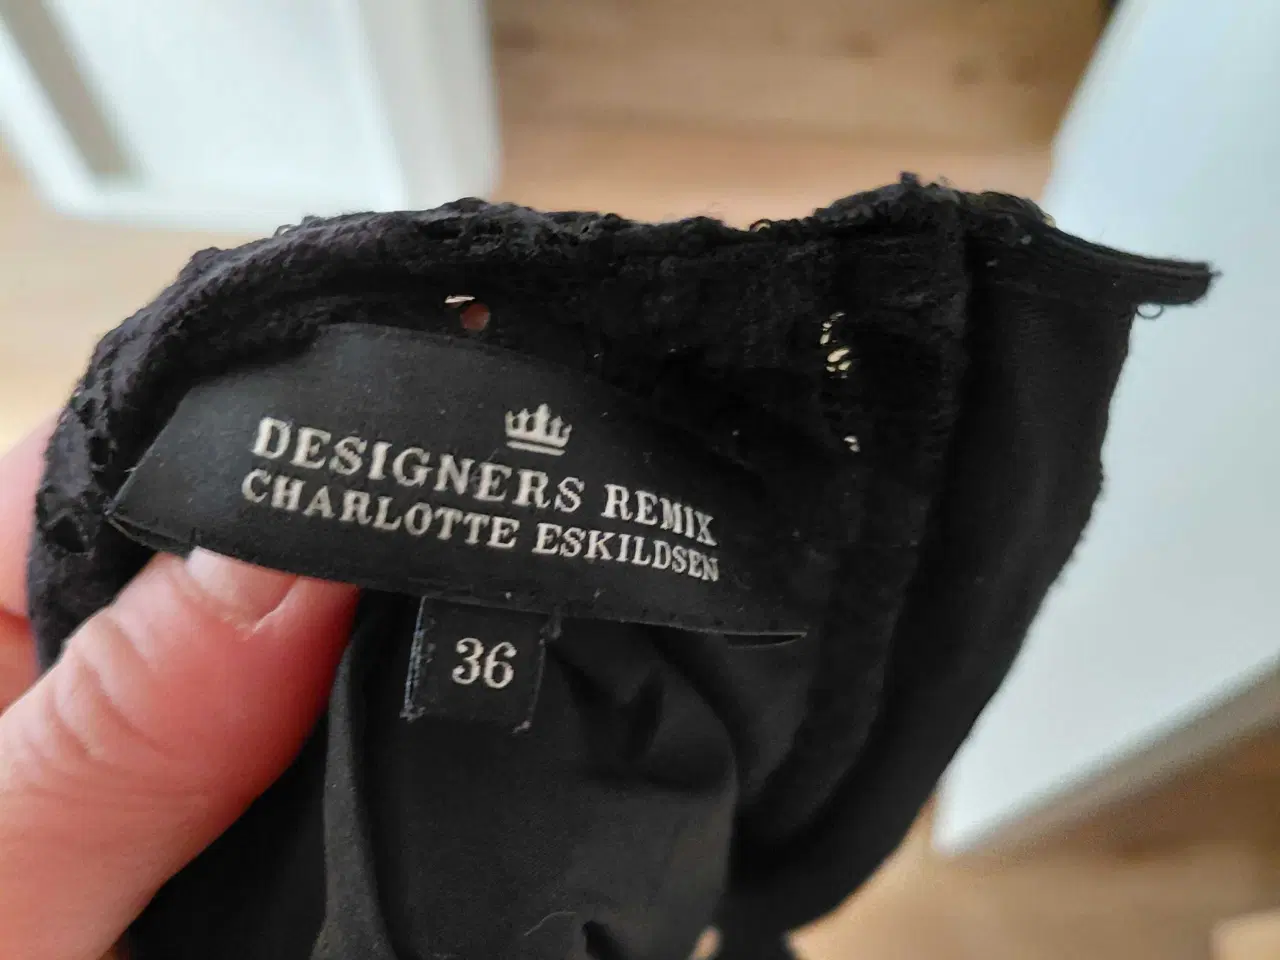 DESIGNERS REMIX
CHARLOTTE ESKILDSEN
36